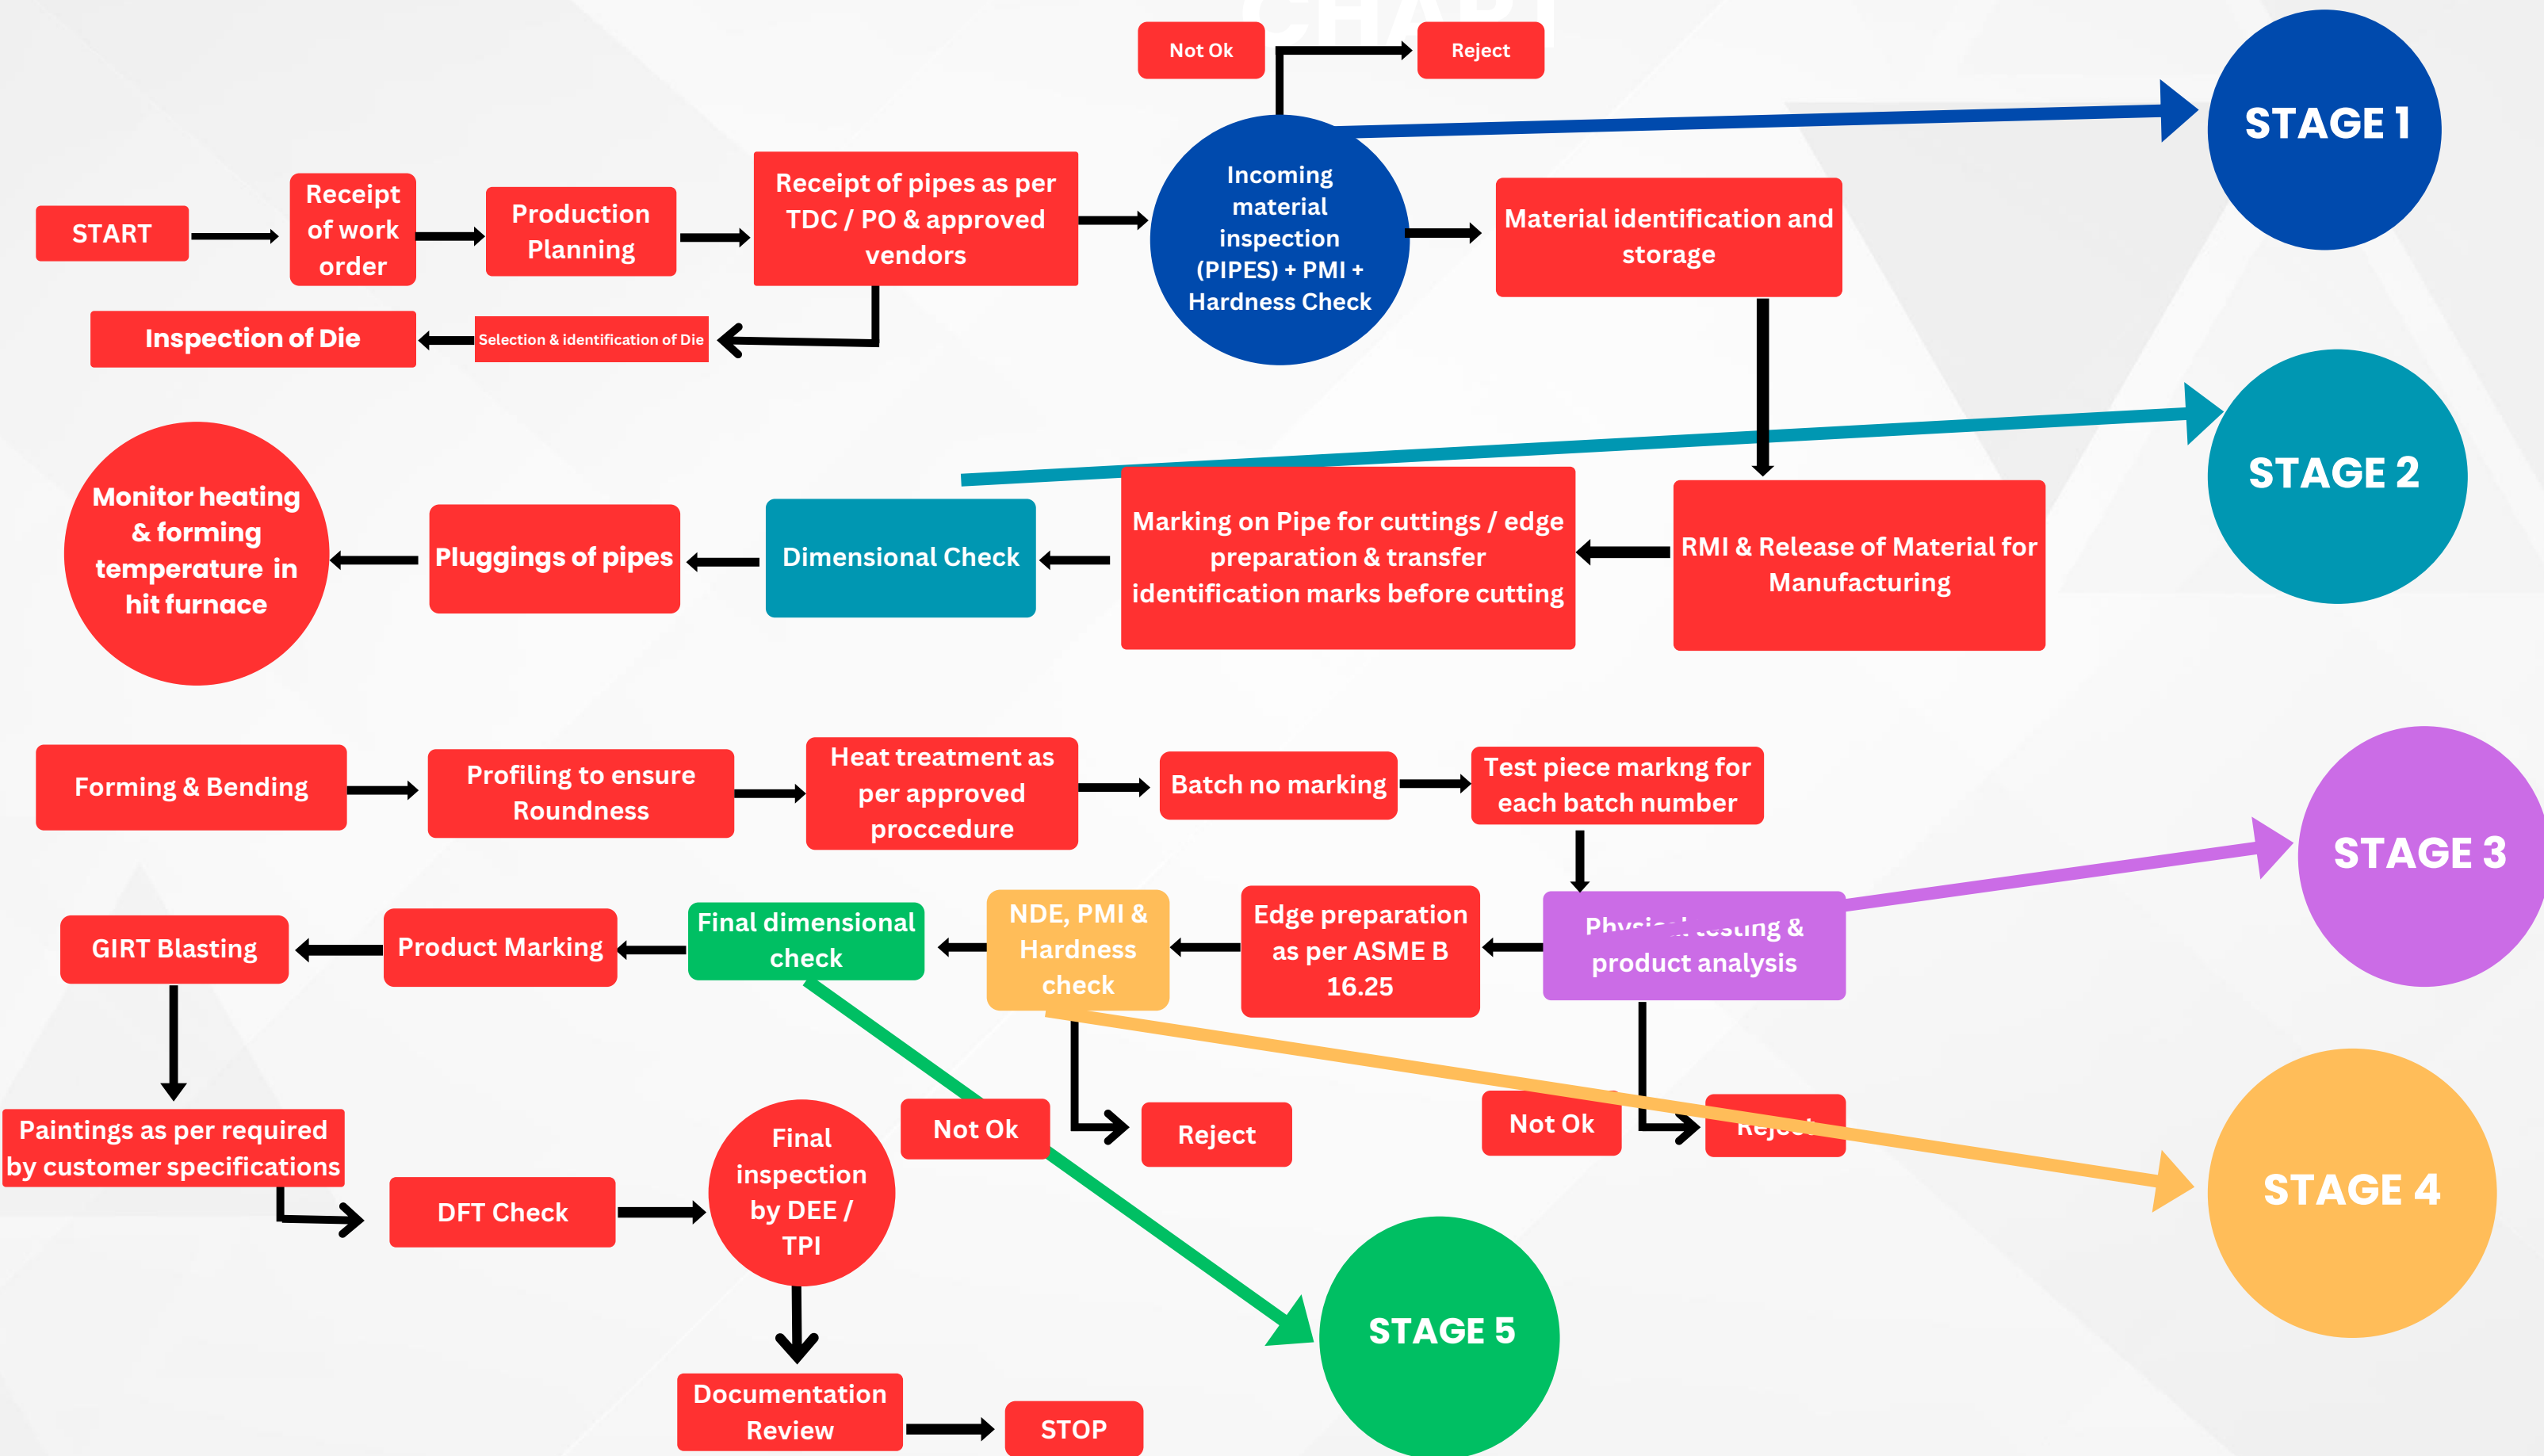 CHART
Not Ok
Reject
STAGE 1
START
Receipt
of work
order
Production
Planning
Receipt of pipes as per
TDC / PO & approved
vendors
Incoming
material
inspection
(PIPES) + PMI +
Hardness Check
Material identification and
storage
Inspection of Die
Selection & identification of Die
STAGE 2
Monitor heating
& forming
temperature in
hit furnace
Pluggings of pipes
Dimensional Check
Marking on Pipe for cuttings / edge
preparation & transfer
identification marks before cutting
RMI & Release of Material for
Manufacturing
Forming & Bending
Profiling to ensure
Roundness
Heat treatment as
per approved
proccedure
Batch no marking
Test piece markng for
each batch number
STAGE 3
GIRT Blasting
Product Marking
Final dimensional
check
NDE, PMI &
Hardness
check
Edge preparation
as per ASME B
16.25
Physical testing &
product analysis
Paintings as per required
by customer specifications
DFT Check
Final
inspection
by DEE /
TPI
Not Ok
Reject
Not Ok
Reject
STAGE 4
STAGE 5
Documentation
Review
STOP